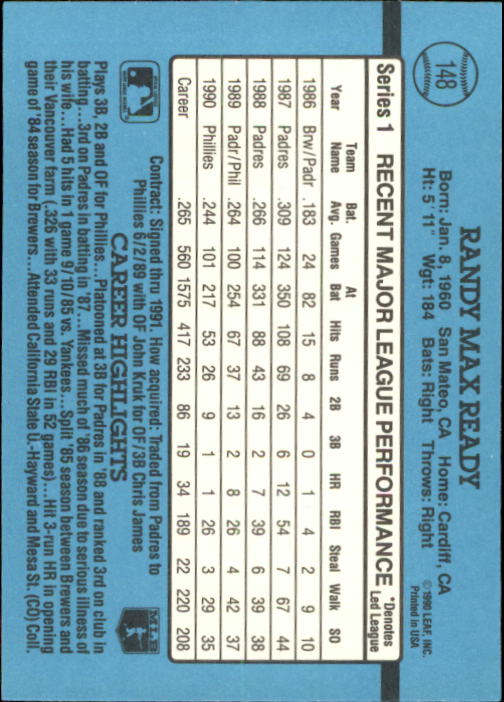 148
RANDY MAX READY
© 1990 LEAF, INC.
Printed in USA
Born: Jan. 8, 1960 San Mateo, CA Home: Cardiff, CA
Ht: 5' 11" Wgt: 184 Bats: Right Throws: Right
Series 1 RECENT MAJOR LEAGUE PERFORMANCE *Denotes Led League
Year Team Name Bat. Avg. Games At Bat Hits Runs 2B 3B HR RBI Steal Walk SO
1986 Brw/Padr .183 24 82 15 8 4 0 1 4 2 9 10
1987 Padres .309 124 350 108 69 26 6 12 54 7 67 44
1988 Padres .266 114 331 88 43 16 2 7 39 6 39 38
1989 Padr/Phil .264 100 254 67 37 13 2 8 26 4 42 37
1990 Phillies .244 101 217 53 26 9 1 1 26 3 29 35
Career .265 560 1575 417 233 86 19 34 189 22 220 208
Contract: Signed thru 1991. How acquired: Traded from Padres to
Phillies 6/2/89 with OF John Kruk for OF/3B Chris James
CAREER HIGHLIGHTS
MLB
Plays 3B, 2B and OF for Phillies...Platooned at 3B for Padres in '88 and ranked 3rd on club in
batting...3rd on Padres in batting in '87...Missed much of '86 season due to serious illness of
his wife...Had 5 hits in 1 game 9/10/85 vs. Yankees...Split '85 season between Brewers and
their Vancouver farm (.326 with 33 runs and 29 RBI in 52 games)...Hit 3-run HR in opening
game of '84 season for Brewers...Attended California State U.-Hayward and Mesa St. (CO) Coll.